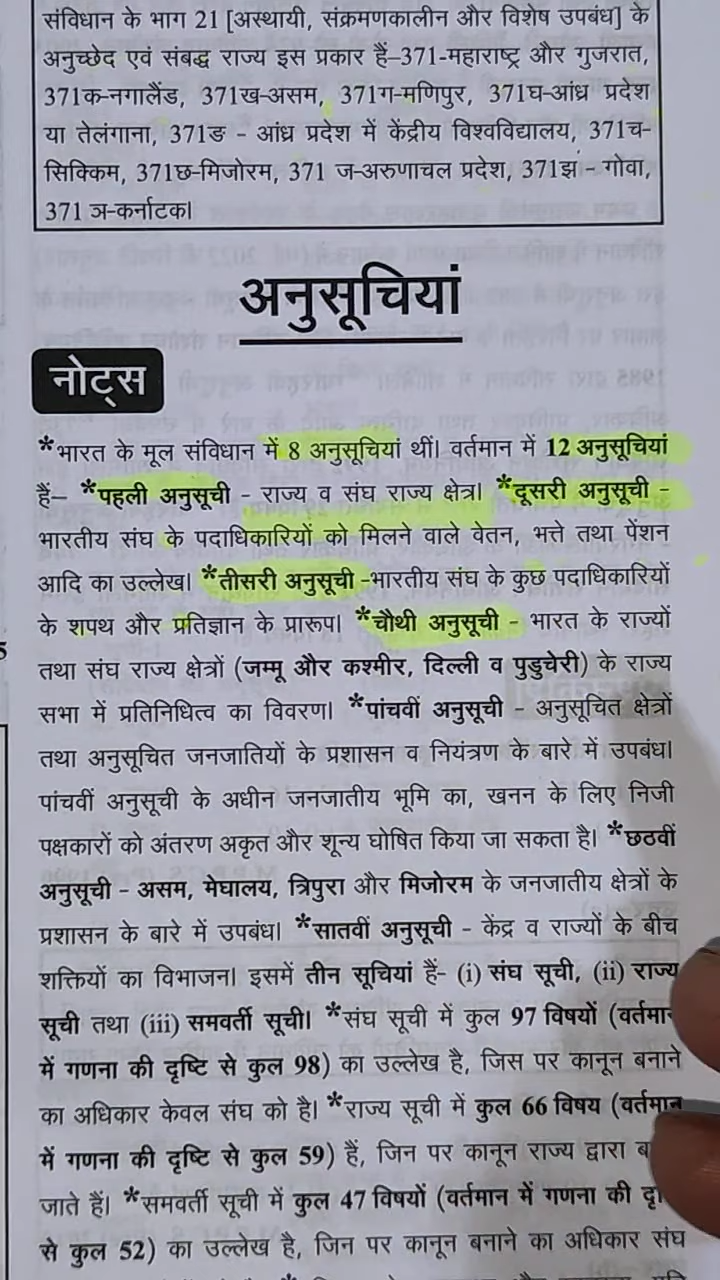 संविधान के भाग 21 [अस्थायी, संक्रमणकालीन और विशेष उपबंध] के
अनुच्छेद एवं संबद्ध राज्य इस प्रकार हैं–371-महाराष्ट्र और गुजरात,
371क-नगालैंड, 371ख-असम, 371ग-मणिपुर, 371घ-आंध्र प्रदेश
या तेलंगाना, 371ङ - आंध्र प्रदेश में केंद्रीय विश्वविद्यालय, 371च-
सिक्किम, 371छ-मिजोरम, 371 ज-अरुणाचल प्रदेश, 371झ - गोवा,
371 ञ-कर्नाटक।
अनुसूचियां
नोट्स
*भारत के मूल संविधान में 8 अनुसूचियां थीं। वर्तमान में 12 अनुसूचियां
हैं– *पहली अनुसूची - राज्य व संघ राज्य क्षेत्र। *दूसरी अनुसूची -
भारतीय संघ के पदाधिकारियों को मिलने वाले वेतन, भत्ते तथा पेंशन
आदि का उल्लेख। *तीसरी अनुसूची -भारतीय संघ के कुछ पदाधिकारियों
के शपथ और प्रतिज्ञान के प्रारूप। *चौथी अनुसूची - भारत के राज्यों
तथा संघ राज्य क्षेत्रों (जम्मू और कश्मीर, दिल्ली व पुडुचेरी) के राज्य
सभा में प्रतिनिधित्व का विवरण। *पांचवीं अनुसूची - अनुसूचित क्षेत्रों
तथा अनुसूचित जनजातियों के प्रशासन व नियंत्रण के बारे में उपबंध।
पांचवीं अनुसूची के अधीन जनजातीय भूमि का, खनन के लिए निजी
पक्षकारों को अंतरण अकृत और शून्य घोषित किया जा सकता है। *छठवीं
अनुसूची - असम, मेघालय, त्रिपुरा और मिजोरम के जनजातीय क्षेत्रों के
प्रशासन के बारे में उपबंध। *सातवीं अनुसूची - केंद्र व राज्यों के बीच
शक्तियों का विभाजन। इसमें तीन सूचियां हैं- (i) संघ सूची, (ii) राज्य
सूची तथा (iii) समवर्ती सूची। *संघ सूची में कुल 97 विषयों (वर्तमान
में गणना की दृष्टि से कुल 98) का उल्लेख है, जिस पर कानून बनाने
का अधिकार केवल संघ को है। *राज्य सूची में कुल 66 विषय (वर्तमान
में गणना की दृष्टि से कुल 59) हैं, जिन पर कानून राज्य द्वारा
जाते हैं। *समवर्ती सूची में कुल 47 विषयों (वर्तमान में गणना की
से कुल 52) का उल्लेख है, जिन पर कानून बनाने का अधिकार संघ